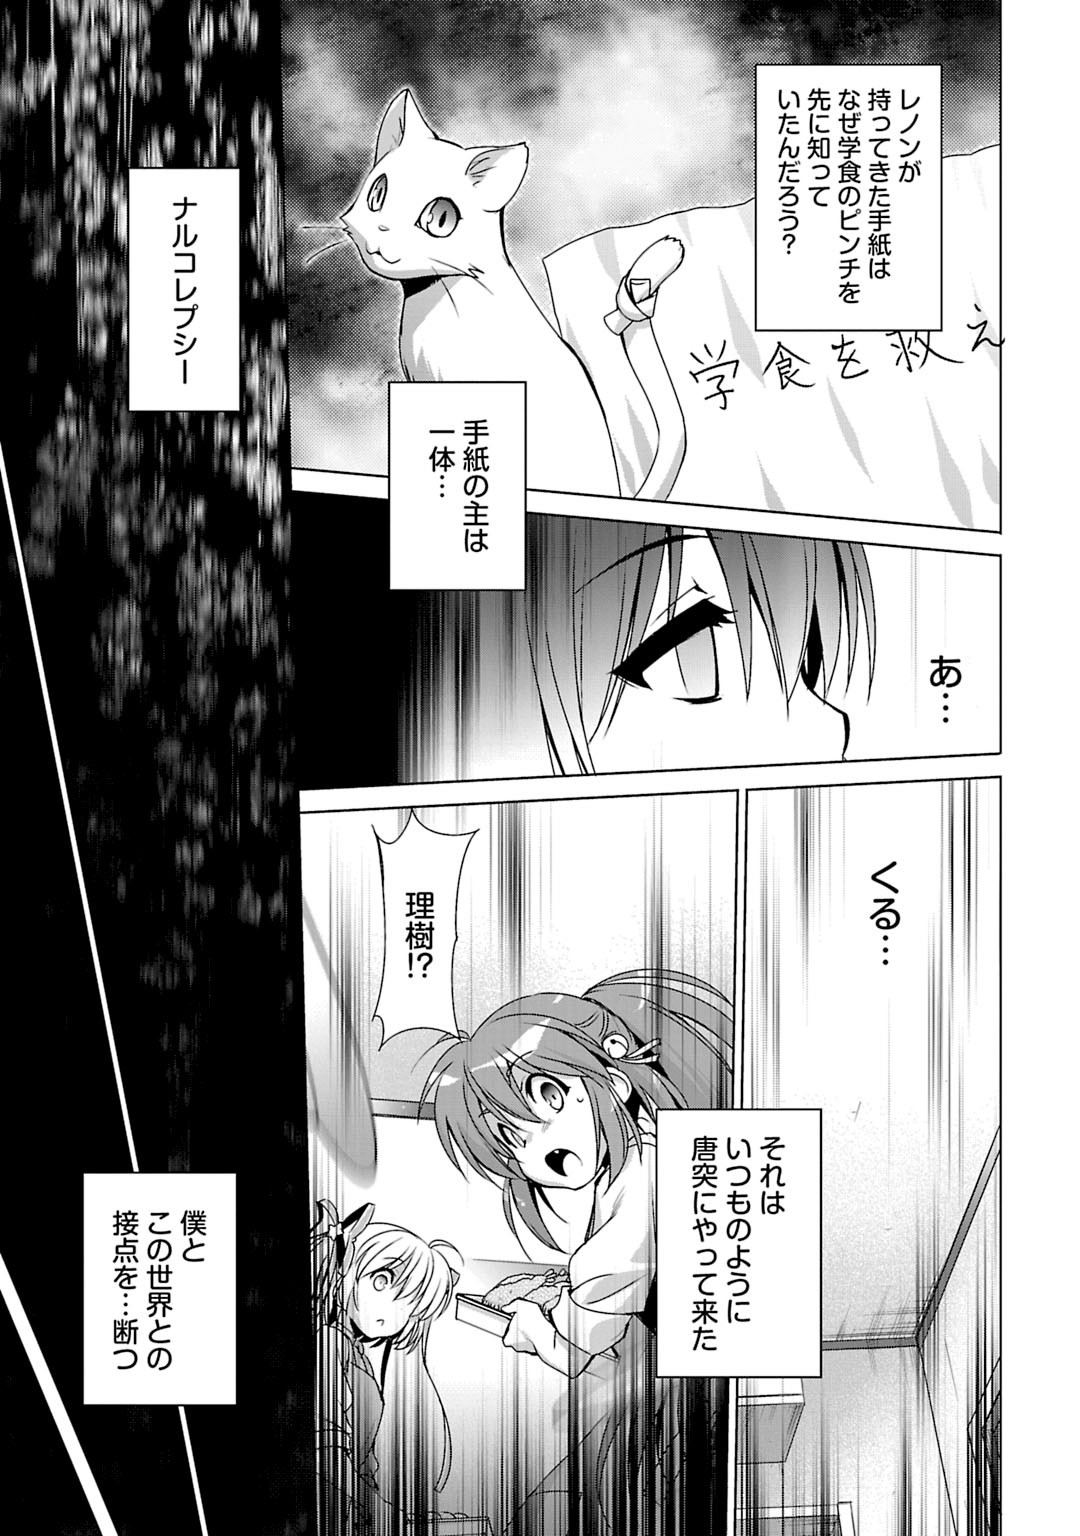 レノンが
持ってきた手紙は
なぜ学食のピンチを
先に知って
いたんだろう?
学食を救え
手紙の主は
一体…
あ…
くる…
それは
いつものように
唐突にやって来た
理樹!?
ナルコレプシー
僕と
この世界との
接点を…断つ